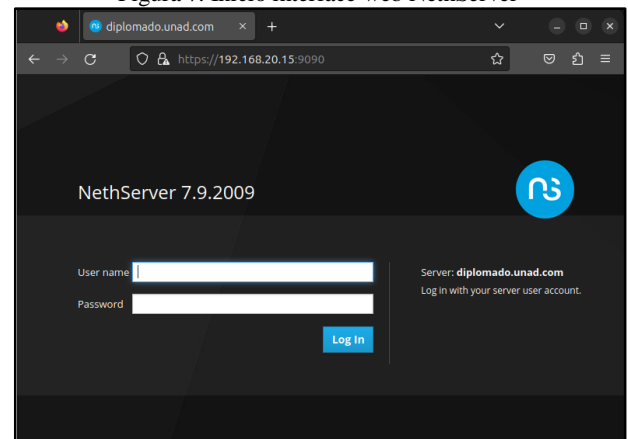 Figura 7. Inicio interface web NethServer
diplomado.unad.com
https://192.168.20.15:9090
NethServer 7.9.2009
ns
User name
Password
Log In
Server: diplomado.unad.com
Log in with your server user account.